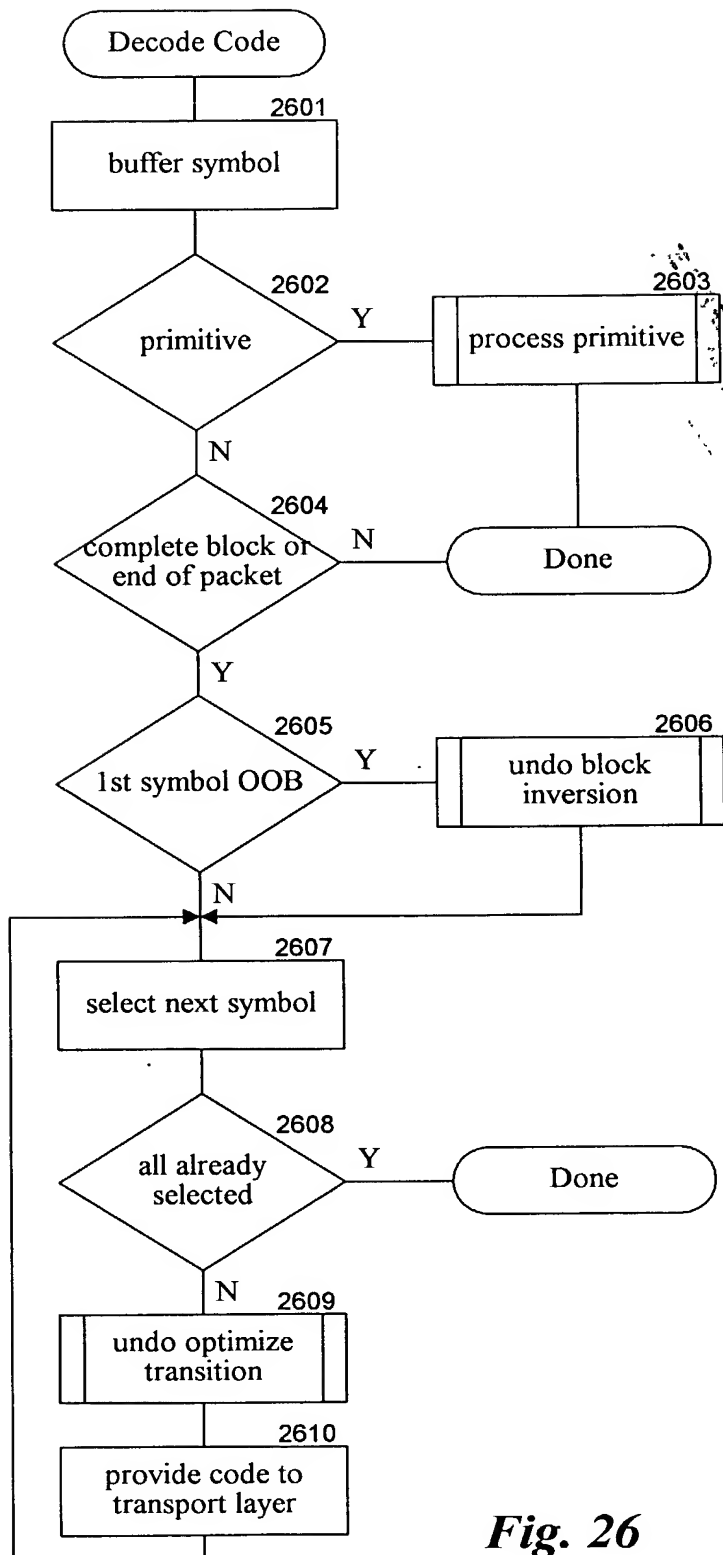 Decode Code
2601
buffer symbol
2602
primitive
Y
2603
process primitive
N
2604
complete block or
end of packet
N
Done
Y
2605
1st symbol OOB
Y
2606
undo block
inversion
N
2607
select next symbol
2608
all already
selected
Y
Done
N
2609
undo optimize
transition
2610
provide code to
transport layer
Fig. 26